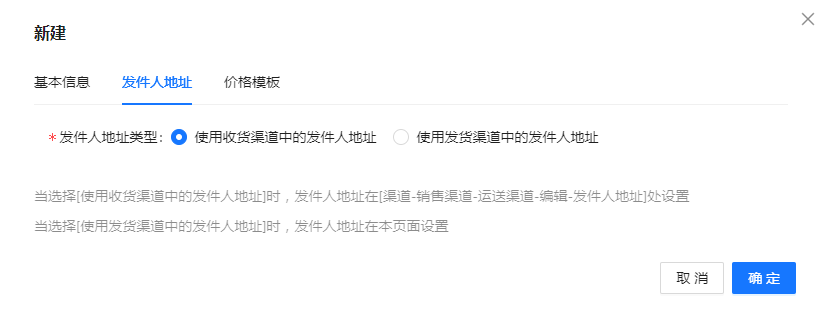 新建
基本信息 发件人地址 价格模板
*发件人地址类型: 使用收货渠道中的发件人地址 使用发货渠道中的发件人地址
当选择[使用收货渠道中的发件人地址]时，发件人地址在[渠道-销售渠道-运送渠道-编辑-发件人地址]处设置
当选择[使用发货渠道中的发件人地址]时，发件人地址在本页面设置
取 消 确 定